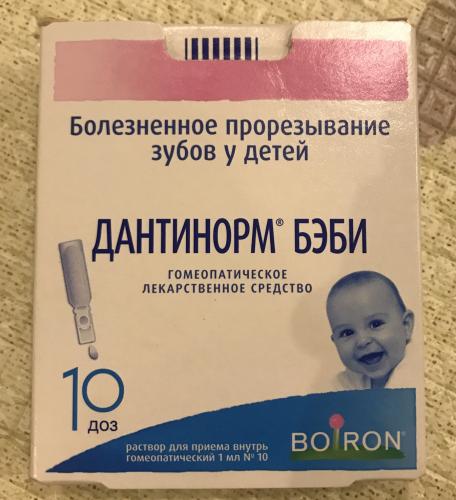 Болезненное прорезывание
зубов у детей
ДАНТИНОРМ® БЭБИ
ГОМЕОПАТИЧЕСКОЕ
ЛЕКАРСТВЕННОЕ СРЕДСТВО
10
ДОЗ
раствор для приема внутрь
гомеопатический 1 мл № 10
BOIRON®